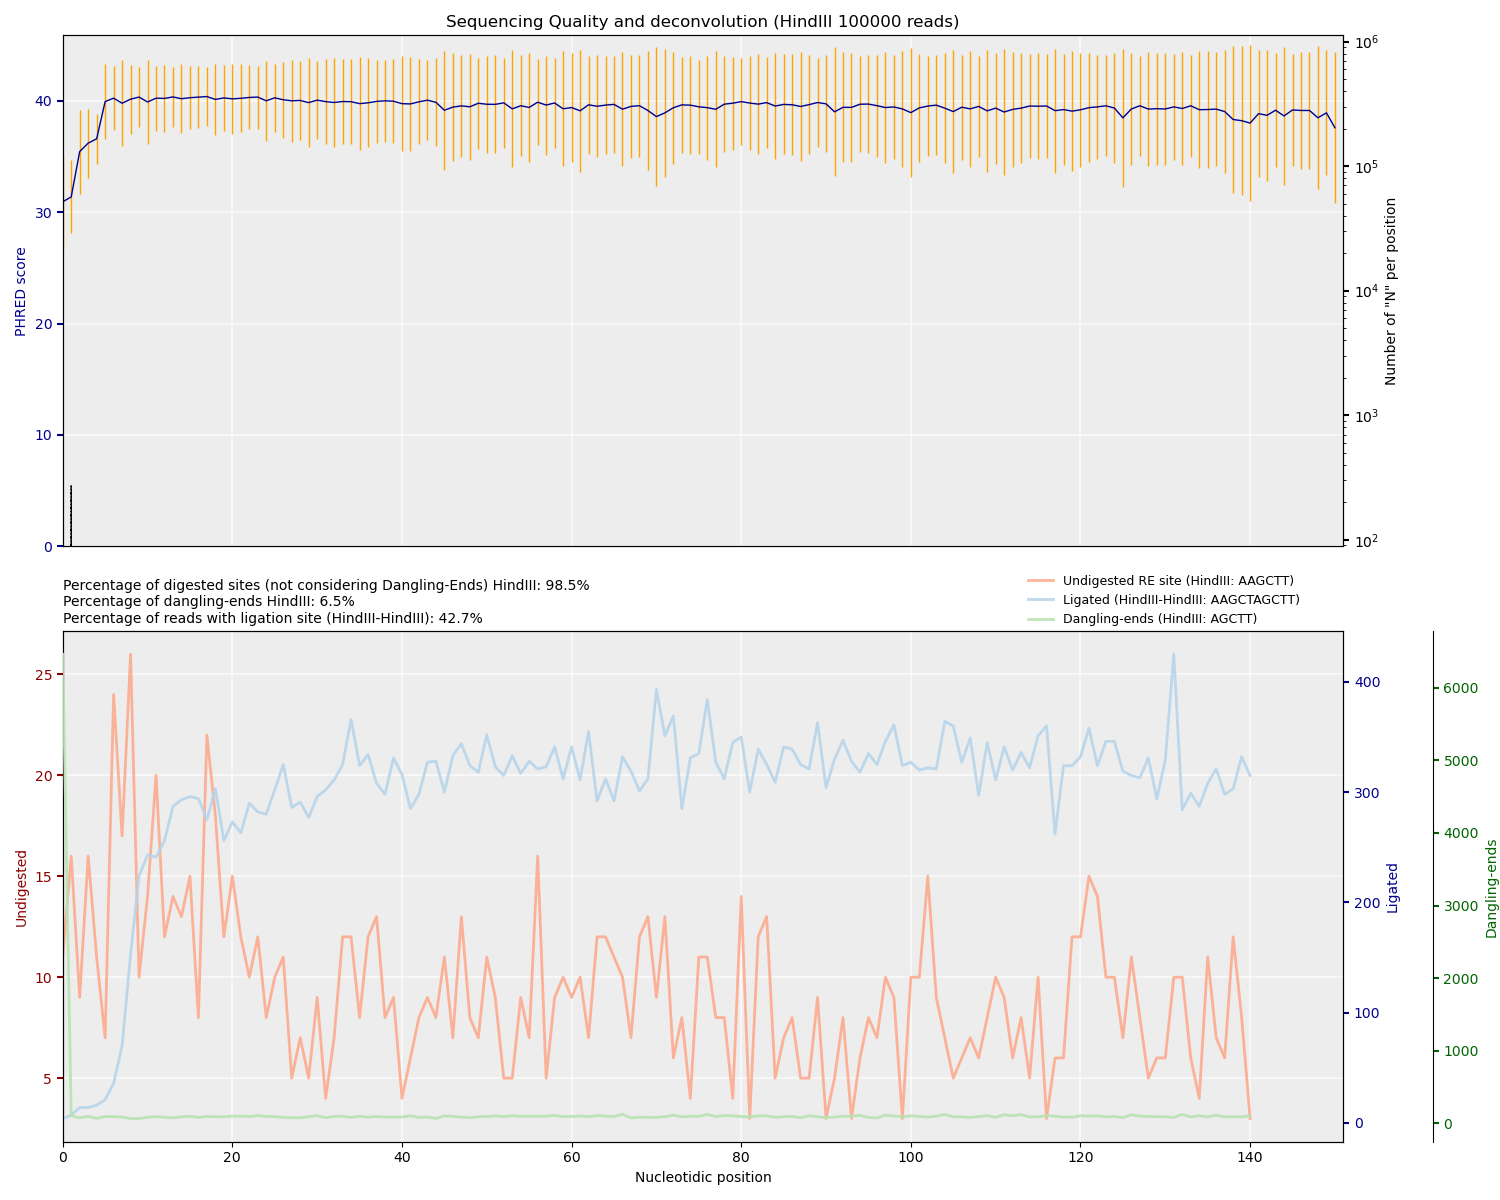 Sequencing Quality and deconvolution (HindIII 100000 reads)
40
30
20
10
0
PHRED score
10^6
10^5
10^4
10^3
10^2
Number of "N" per position
Percentage of digested sites (not considering Dangling-Ends) HindIII: 98.5%
Percentage of dangling-ends HindIII: 6.5%
Percentage of reads with ligation site (HindIII-HindIII): 42.7%
Undigested RE site (HindIII: AAGCTT)
Ligated (HindIII-HindIII: AAGCTAGCTT)
Dangling-ends (HindIII: AGCTT)
25
20
15
10
5
Undigested
400
300
200
100
0
Ligated
6000
5000
4000
3000
2000
1000
0
Dangling-ends
0 20 40 60 80 100 120 140
Nucleotidic position